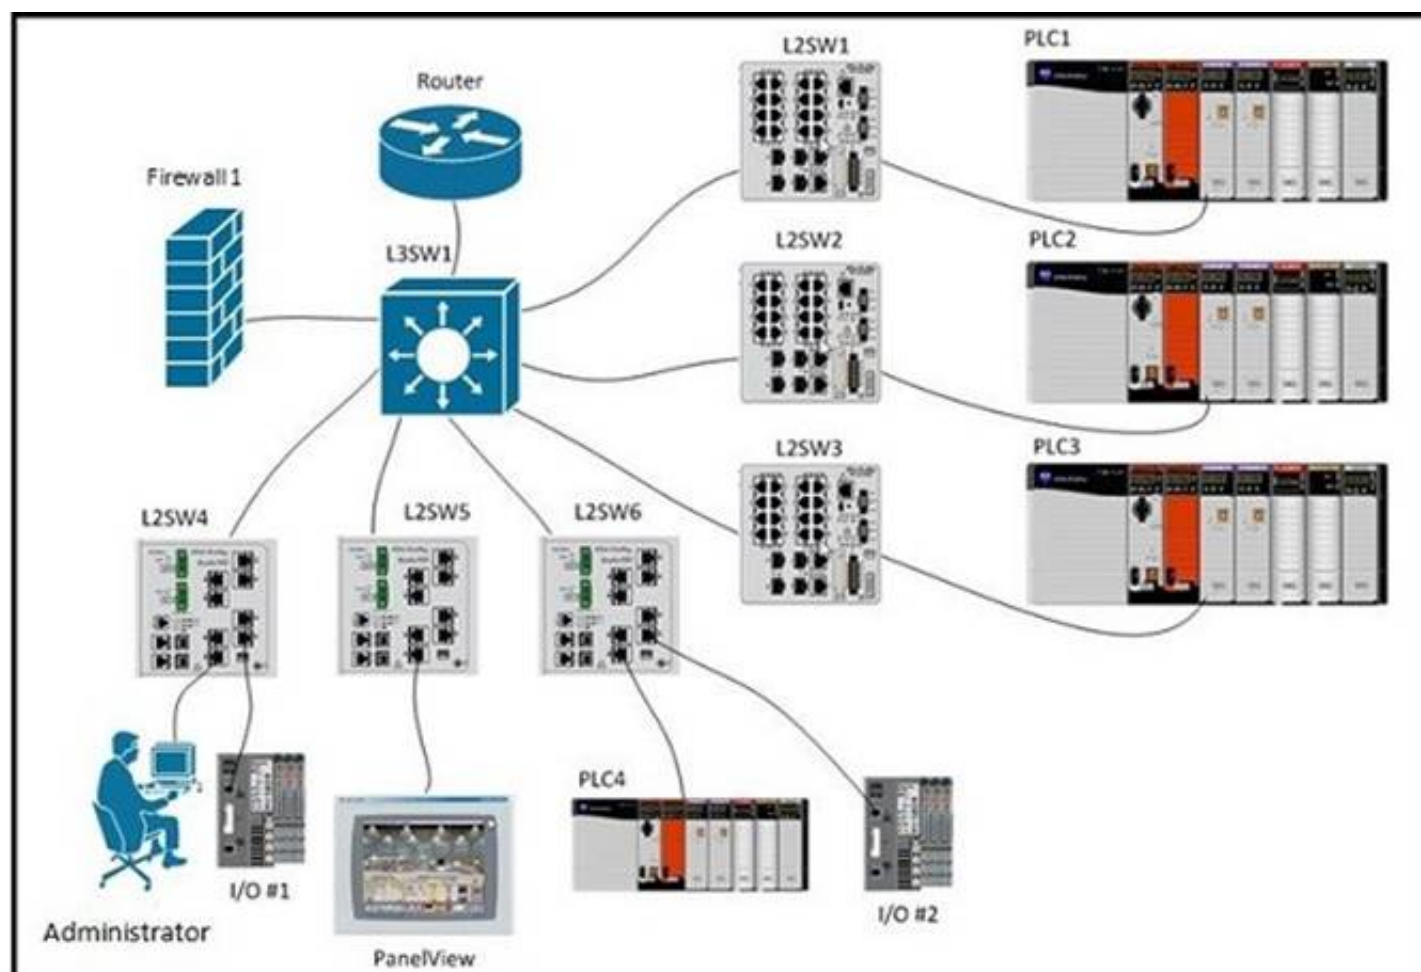 L2SW1
PLC1
Router
Firewall 1
L3SW1
L2SW2
PLC2
L2SW3
PLC3
L2SW4
L2SW5
L2SW6
PLC4
I/O #1
I/O #2
Administrator
PanelView